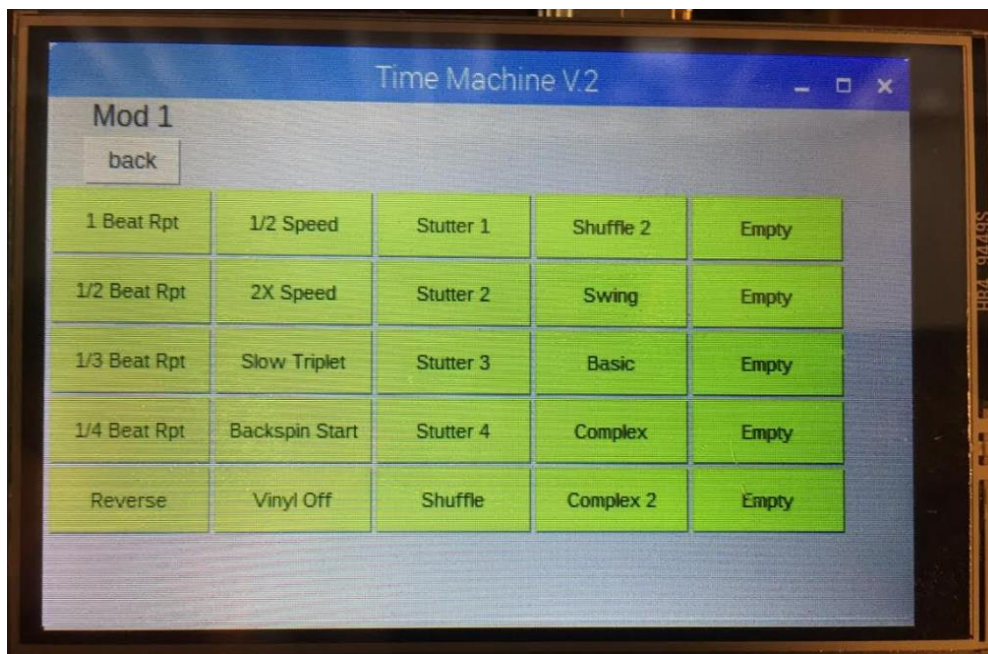 Time Machine V.2
Mod 1
back
1 Beat Rpt 1/2 Speed Stutter 1 Shuffle 2 Empty
1/2 Beat Rpt 2X Speed Stutter 2 Swing Empty
1/3 Beat Rpt Slow Triplet Stutter 3 Basic Empty
1/4 Beat Rpt Backspin Start Stutter 4 Complex Empty
Reverse Vinyl Off Shuffle Complex 2 Empty